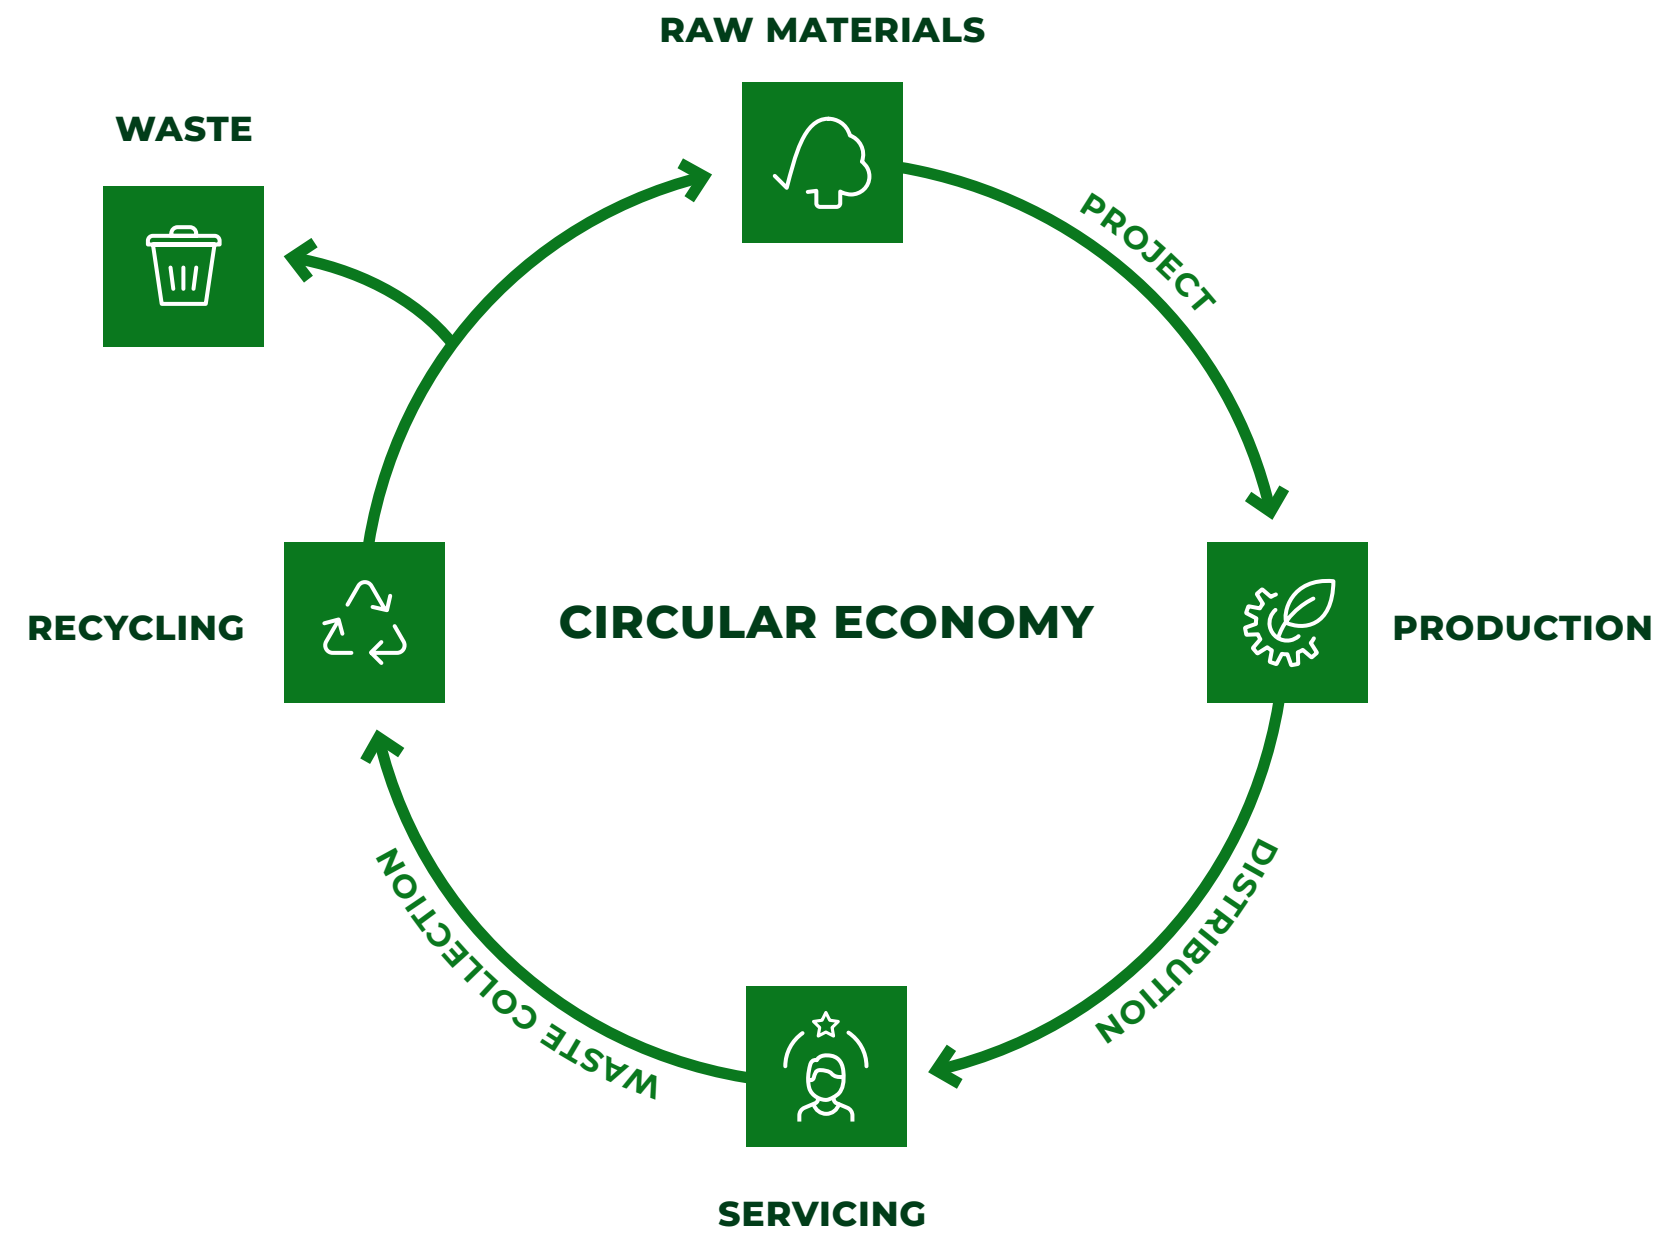 RAW MATERIALS
WASTE
PROJECT
CIRCULAR ECONOMY
RECYCLING
PRODUCTION
DISTRIBUTION
WASTE COLLECTION
SERVICING